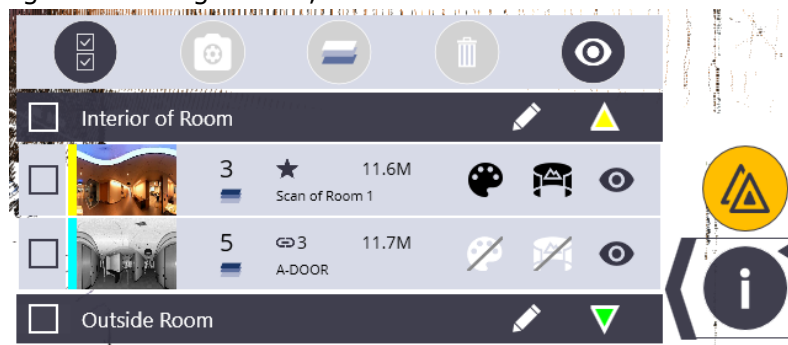 Interior of Room
3 11.6M
Scan of Room 1
5 3 11.7M
A-DOOR
i
Outside Room